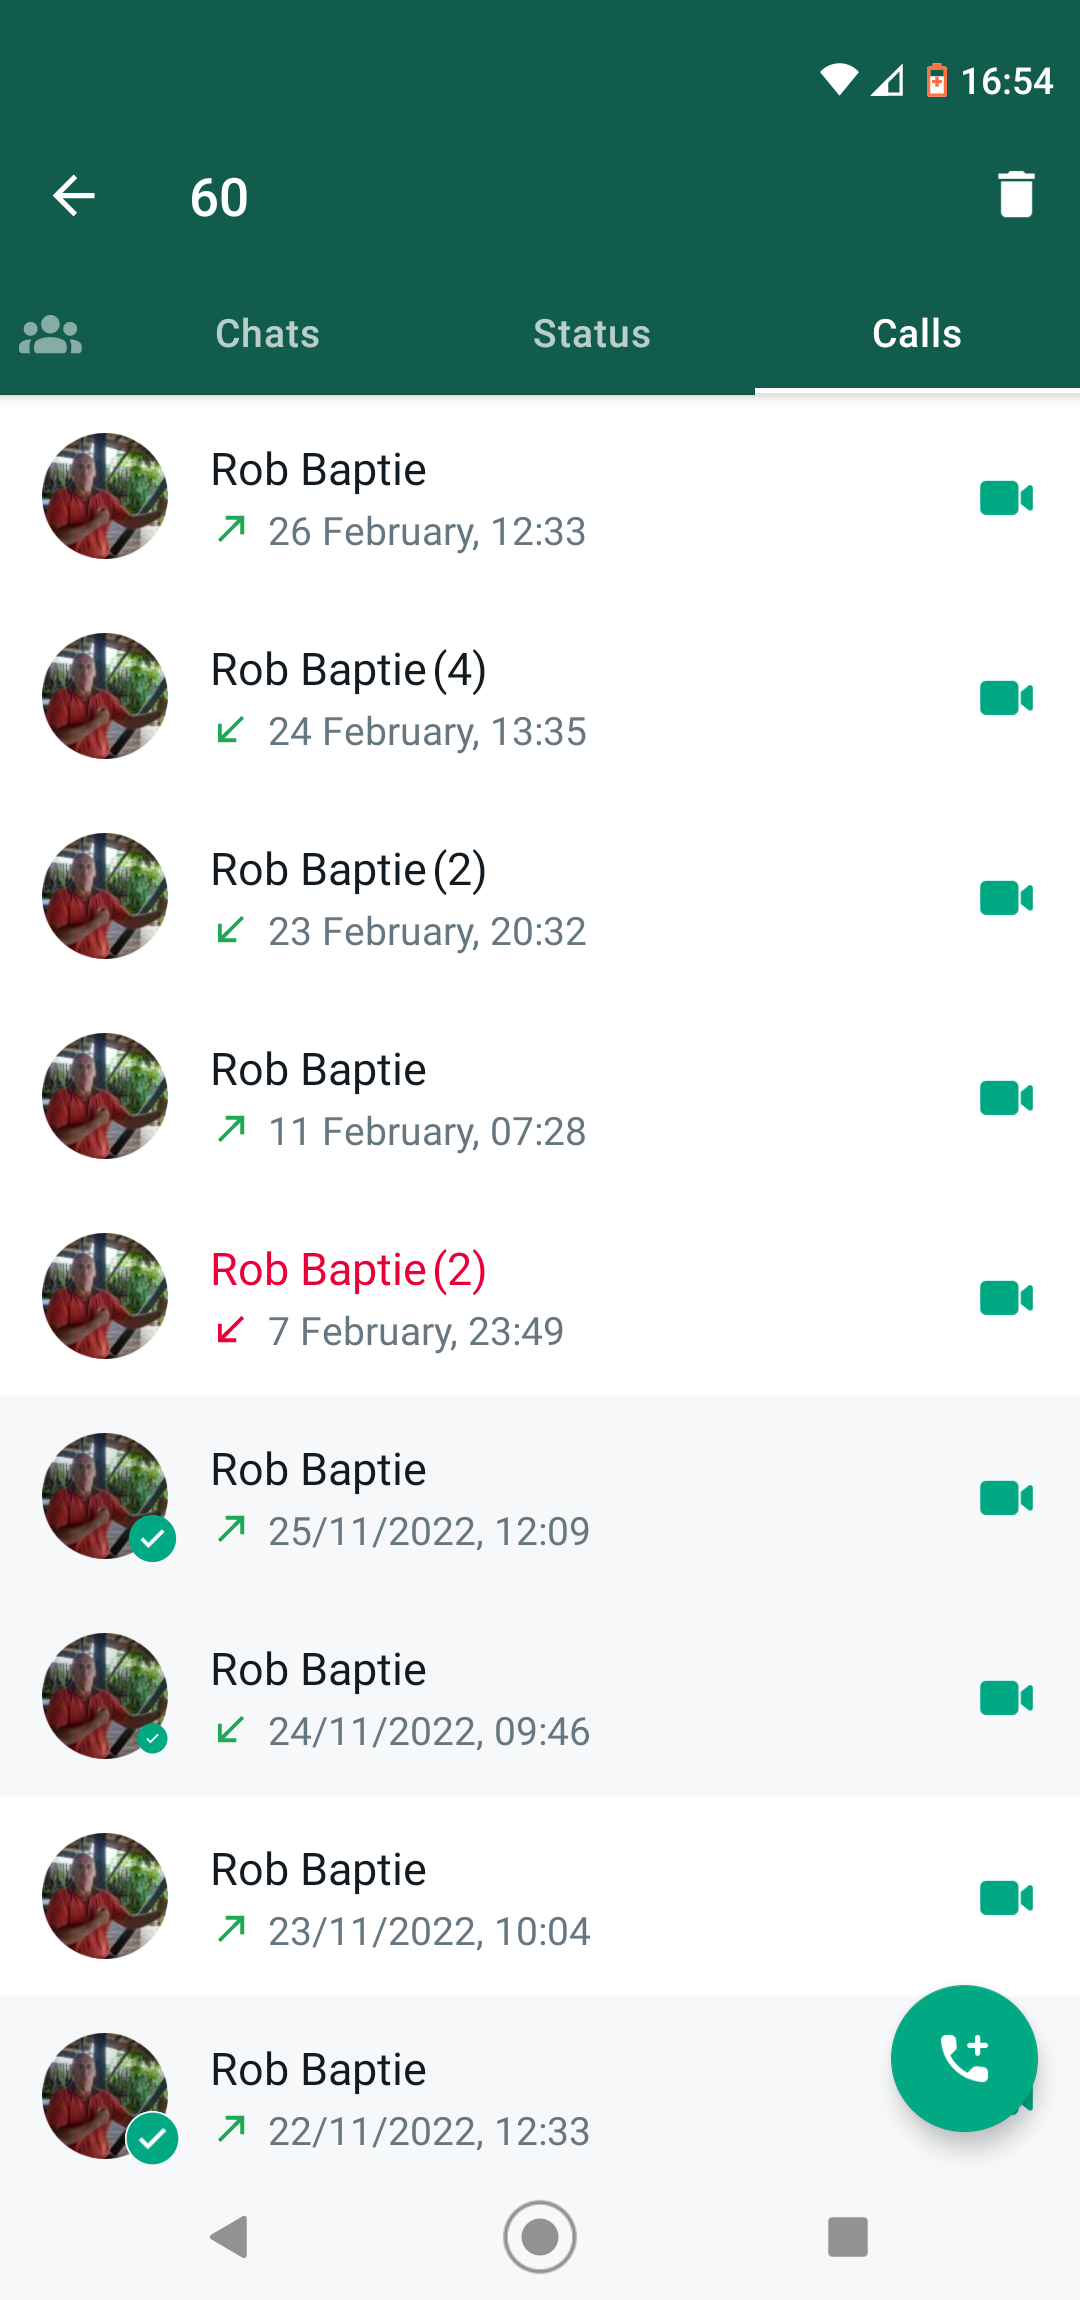 16:54
60
Chats Status Calls
Rob Baptie
26 February, 12:33
Rob Baptie (4)
24 February, 13:35
Rob Baptie (2)
23 February, 20:32
Rob Baptie
11 February, 07:28
Rob Baptie (2)
7 February, 23:49
Rob Baptie
25/11/2022, 12:09
Rob Baptie
24/11/2022, 09:46
Rob Baptie
23/11/2022, 10:04
Rob Baptie
22/11/2022, 12:33